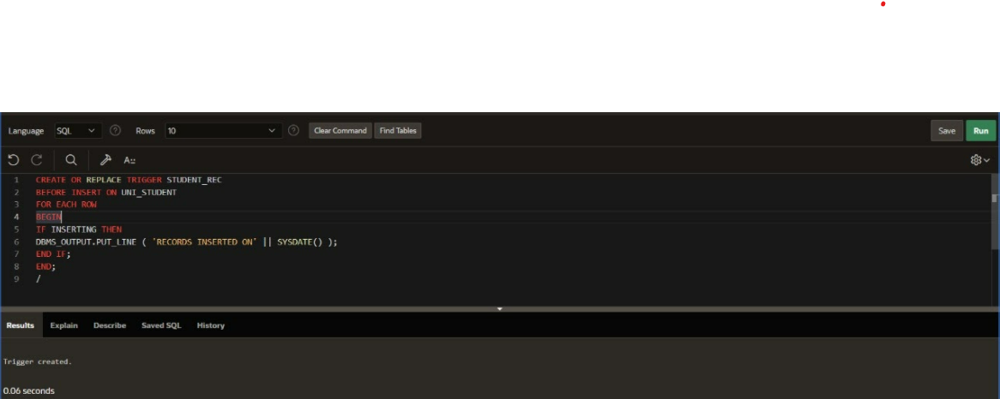 Language SQL Rows 10 Clear Command Find Tables Save Run
A::
1 CREATE OR REPLACE TRIGGER STUDENT_REC
2 BEFORE INSERT ON UNI_STUDENT
3 FOR EACH ROW
4 BEGIN
5 IF INSERTING THEN
6 DBMS_OUTPUT.PUT_LINE ( 'RECORDS INSERTED ON' || SYSDATE() );
7 END IF;
8 END;
9 /
Results Explain Describe Saved SQL History
Trigger created.
0.06 seconds